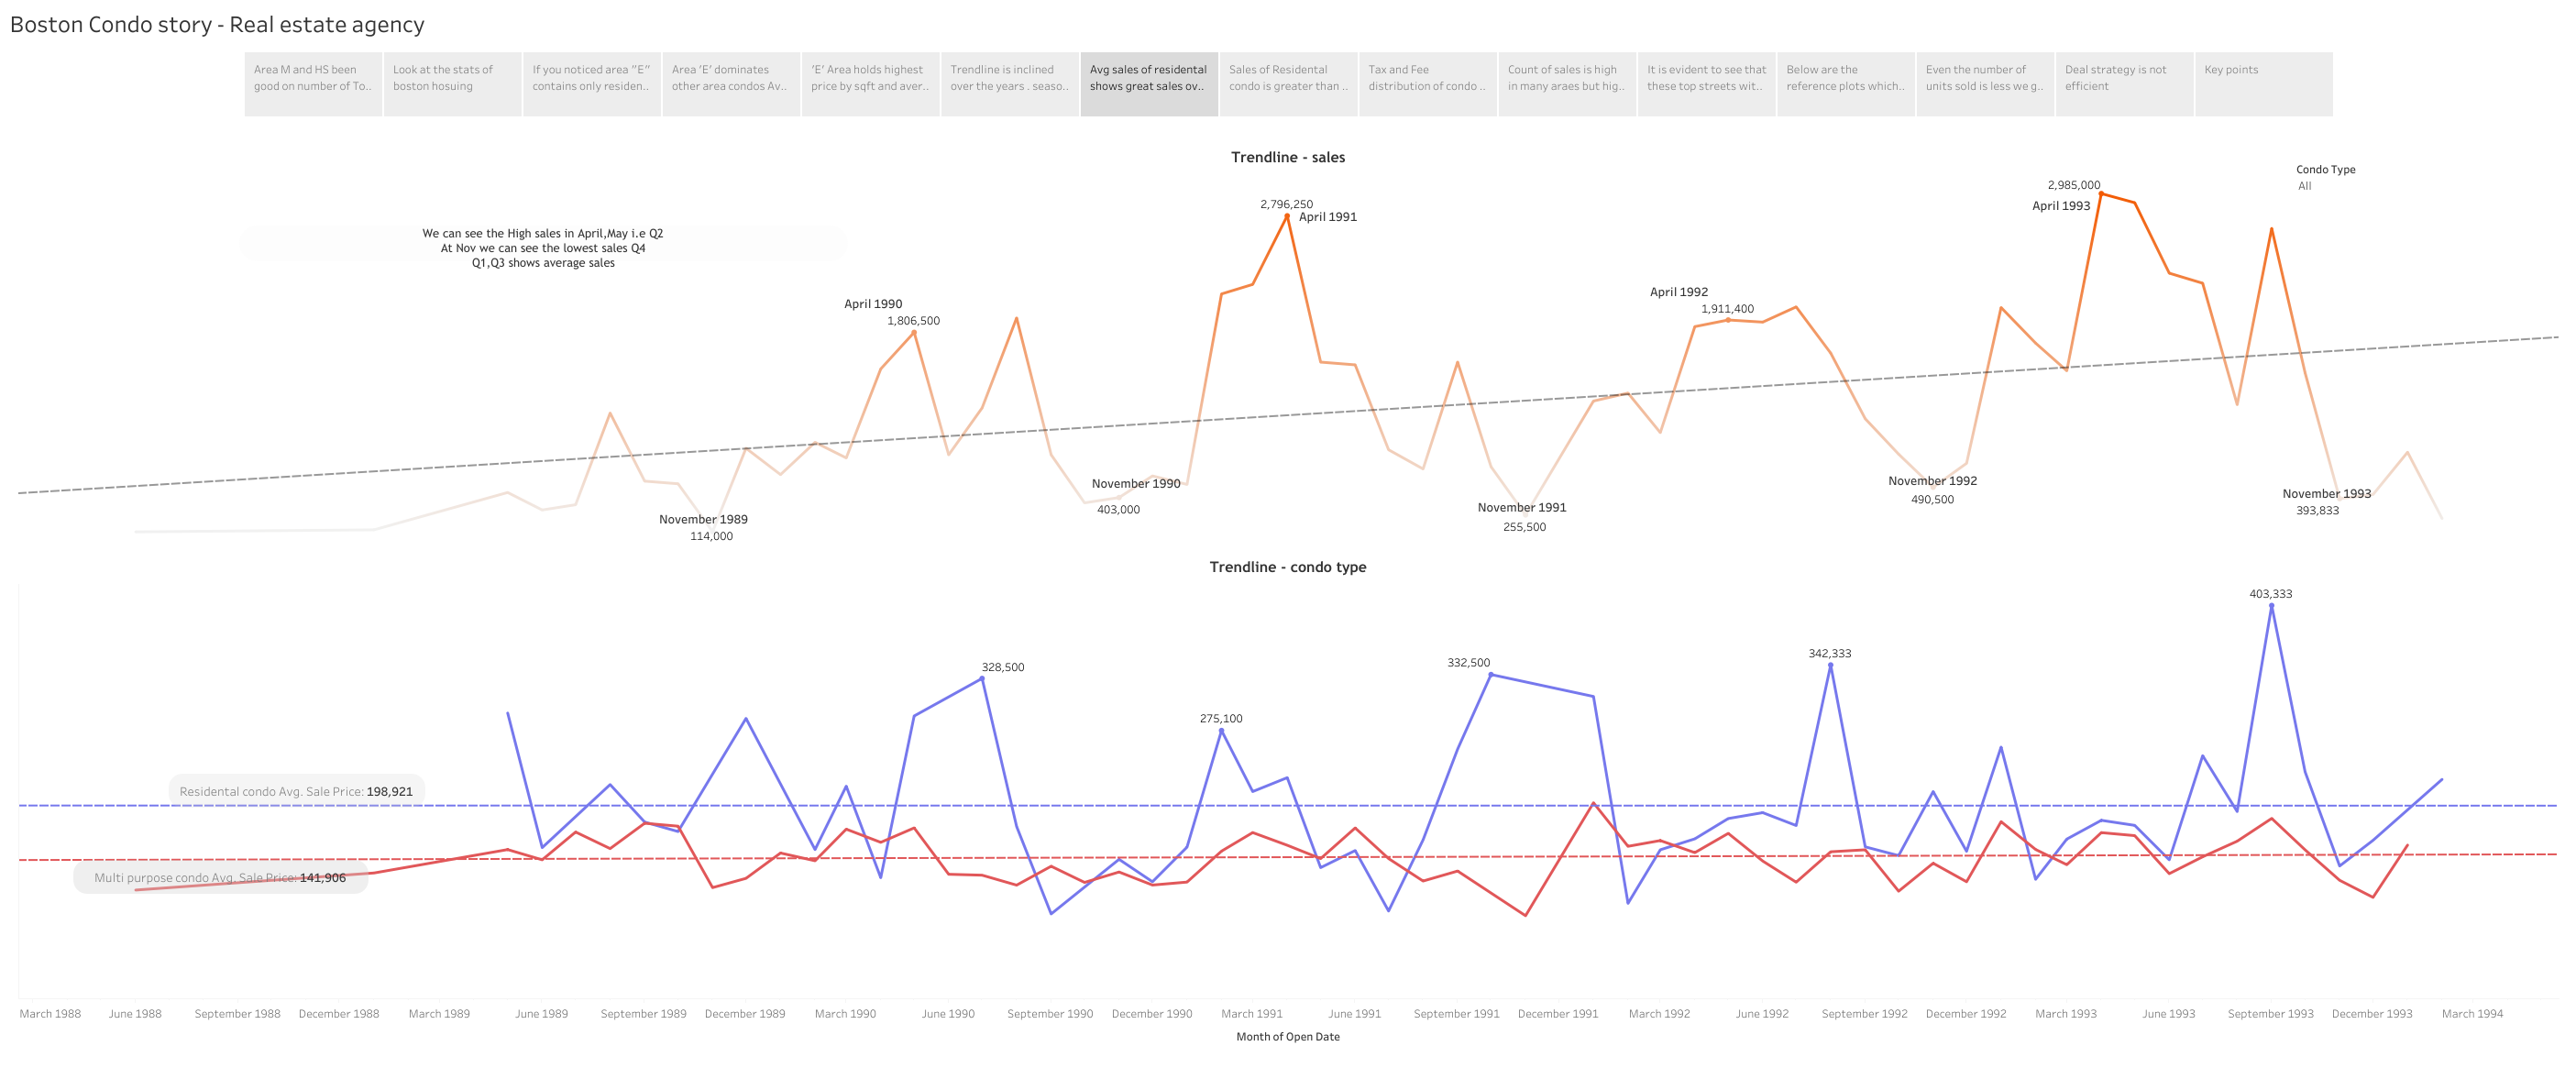 Boston Condo story - Real estate agency
Area M and HS been
good on number of To..
Look at the stats of
boston hosuing
If you noticed area "E"
contains only residen..
Area 'E' dominates
other area condos Av..
'E' Area holds highest
price by sqft and aver..
Trendline is inclined
over the years . seaso..
Avg sales of residental
shows great sales ov..
Sales of Residental
condo is greater than ..
Tax and Fee
distribution of condo ..
Count of sales is high
in many araes but hig..
It is evident to see that
these top streets wit..
Below are the
reference plots which..
Even the number of
units sold is less we g..
Deal strategy is not
efficient
Key points
Trendline - sales
Condo Type
All
2,985,000
April 1993
2,796,250
April 1991
We can see the High sales in April,May i.e Q2
At Nov we can see the lowest sales Q4
Q1,Q3 shows average sales
April 1990
1,806,500
April 1992
1,911,400
November 1989
114,000
November 1990
403,000
November 1991
255,500
November 1992
490,500
November 1993
393,833
Trendline - condo type
403,333
328,500
332,500
342,333
275,100
Residental condo Avg. Sale Price: 198,921
Multi purpose condo Avg. Sale Price: 141,906
March 1988
June 1988
September 1988
December 1988
March 1989
June 1989
September 1989
December 1989
March 1990
June 1990
September 1990
December 1990
March 1991
June 1991
September 1991
December 1991
March 1992
June 1992
September 1992
December 1992
March 1993
June 1993
September 1993
December 1993
March 1994
Month of Open Date